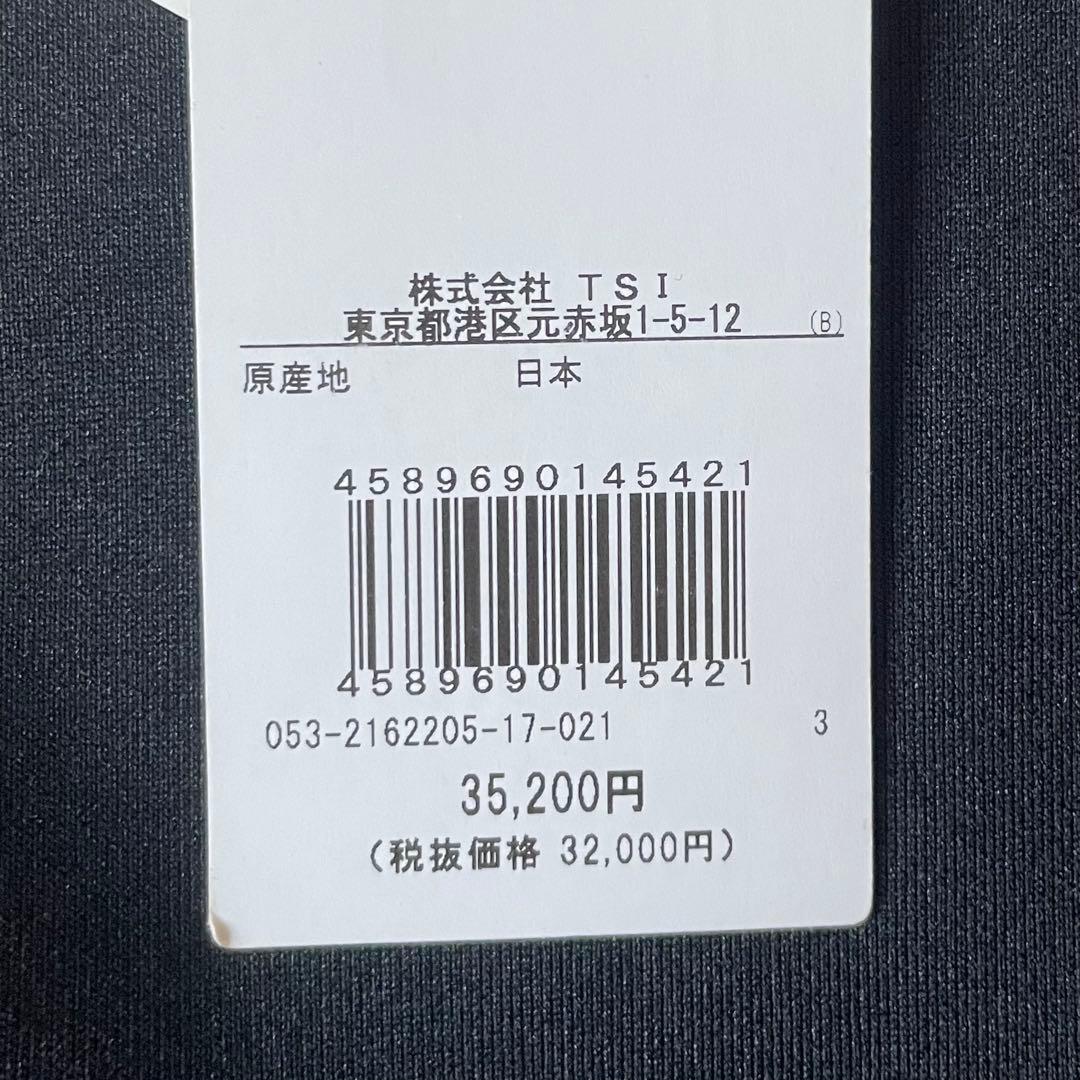 株式会社 TSI
東京都港区元赤坂1-5-12 (B)
原産地 日本
4589690145421
4589690145421
053-2162205-17-021 3
35,200円
(税抜価格 32,000円)